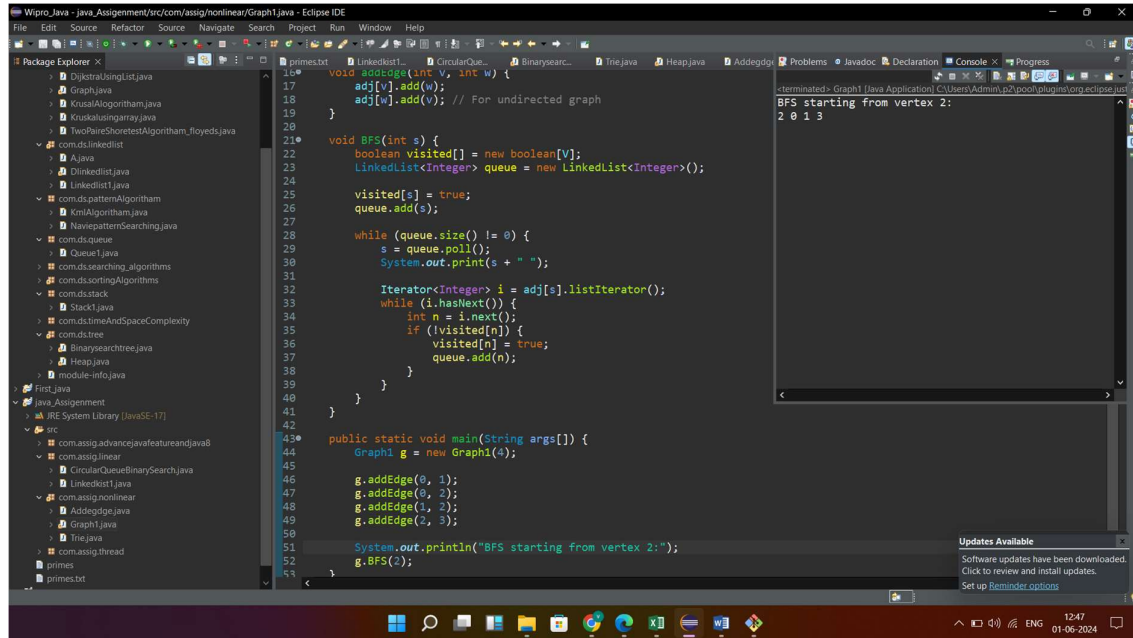 Wipro_Java - java_Assigenment/src/com/assig/nonlinear/Graph1.java - Eclipse IDE
File Edit Source Refactor Source Navigate Search Project Run Window Help
Package Explorer
DijkstraUsingList.java
Graph.java
KrusalAlogoritham.java
Kruskalusingarray.java
TwoPaireShoretestAlgoritham_floyeds.java
com.ds.linkedlist
A.java
Dlinkedlist.java
Linkedlist1.java
com.ds.patternAlgoritham
KmlAlgoritham.java
NaviepatternSearching.java
com.ds.queue
Queue1.java
com.ds.searching_algorithms
com.ds.sortingAlgorithms
com.ds.stack
Stack1.java
com.ds.timeAndSpaceComplexity
com.ds.tree
Binarysearchtree.java
Heap.java
module-info.java
First_java
java_Assigenment
JRE System Library [JavaSE-17]
src
com.assig.advancejavafeatureandjava8
com.assig.linear
CircularQueueBinarySearch.java
Linkedkist1.java
com.assig.nonlinear
Addegdge.java
Graph1.java
Trie.java
com.assig.thread
primes
primes.txt
primes.txt Linkedkist1... CircularQue... Binarysearc... Trie.java Heap.java Addegdg
16 void addEdge(int v, int w) {
17 adj[v].add(w);
18 adj[w].add(v); // For undirected graph
19 }
20
21 void BFS(int s) {
22 boolean visited[] = new boolean[V];
23 LinkedList<Integer> queue = new LinkedList<Integer>();
24
25 visited[s] = true;
26 queue.add(s);
27
28 while (queue.size() != 0) {
29 s = queue.poll();
30 System.out.print(s + " ");
31
32 Iterator<Integer> i = adj[s].listIterator();
33 while (i.hasNext()) {
34 int n = i.next();
35 if (!visited[n]) {
36 visited[n] = true;
37 queue.add(n);
38 }
39 }
40 }
41 }
42
43 public static void main(String args[]) {
44 Graph1 g = new Graph1(4);
45
46 g.addEdge(0, 1);
47 g.addEdge(0, 2);
48 g.addEdge(1, 2);
49 g.addEdge(2, 3);
50
51 System.out.println("BFS starting from vertex 2:");
52 g.BFS(2);
53 }
Problems Javadoc Declaration Console Progress
<terminated> Graph1 [Java Application] C:\Users\Admin\.p2\pool\plugins\org.eclipse.just
BFS starting from vertex 2:
2 0 1 3
Updates Available
Software updates have been downloaded.
Click to review and install updates.
Set up Reminder options
ENG
12:47
01-06-2024